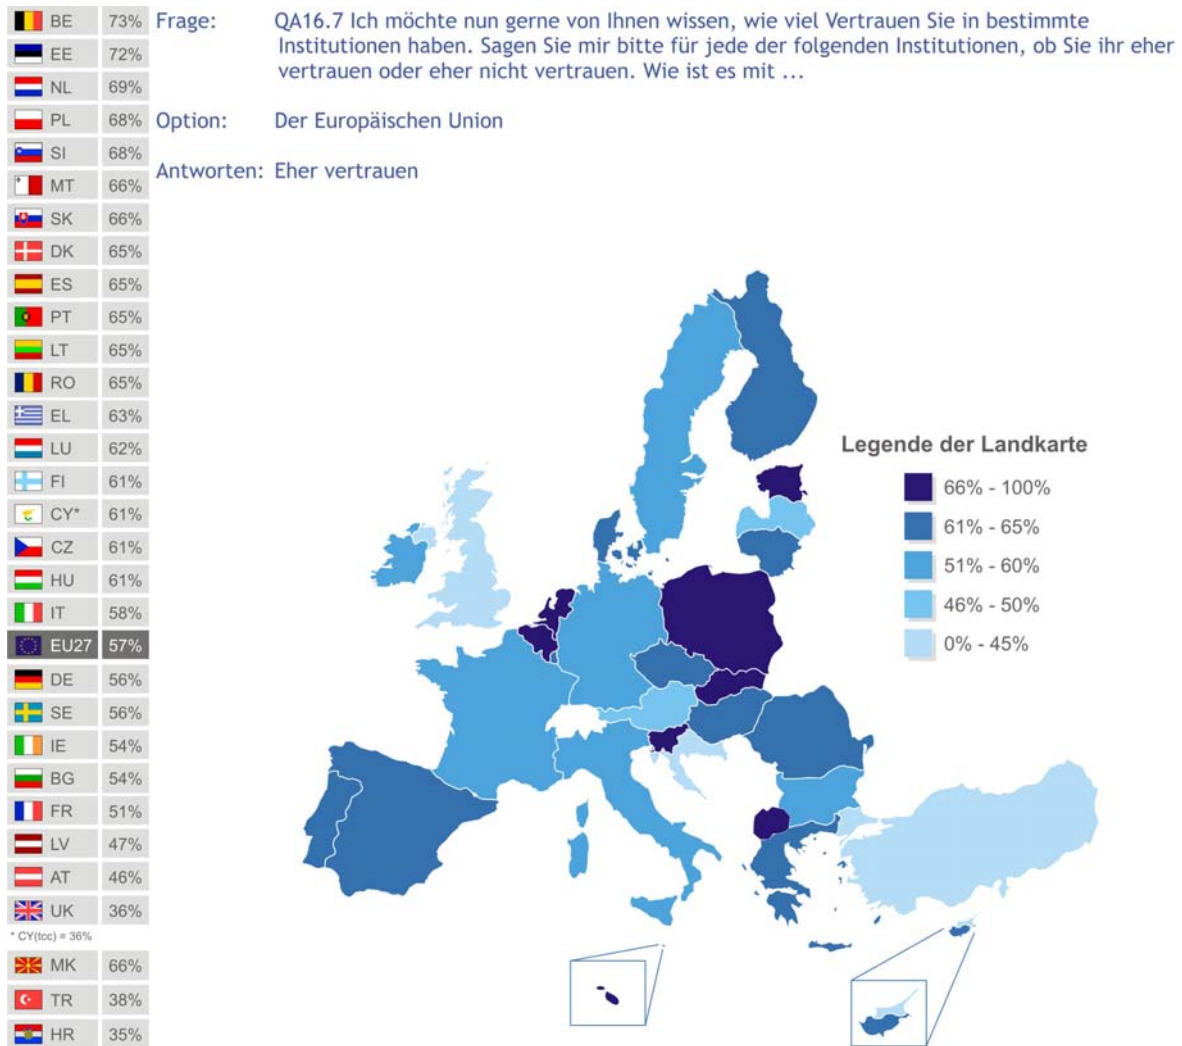 Frage: QA16.7 Ich möchte nun gerne von Ihnen wissen, wie viel Vertrauen Sie in bestimmte
Institutionen haben. Sagen Sie mir bitte für jede der folgenden Institutionen, ob Sie ihr eher
vertrauen oder eher nicht vertrauen. Wie ist es mit ...
Option: Der Europäischen Union
Antworten: Eher vertrauen
BE 73%
EE 72%
NL 69%
PL 68%
SI 68%
MT 66%
SK 66%
DK 65%
ES 65%
PT 65%
LT 65%
RO 65%
EL 63%
LU 62%
FI 61%
CY* 61%
CZ 61%
HU 61%
IT 58%
EU27 57%
DE 56%
SE 56%
IE 54%
BG 54%
FR 51%
LV 47%
AT 46%
UK 36%
* CY(tcc) = 36%
MK 66%
TR 38%
HR 35%
Legende der Landkarte
66% - 100%
61% - 65%
51% - 60%
46% - 50%
0% - 45%